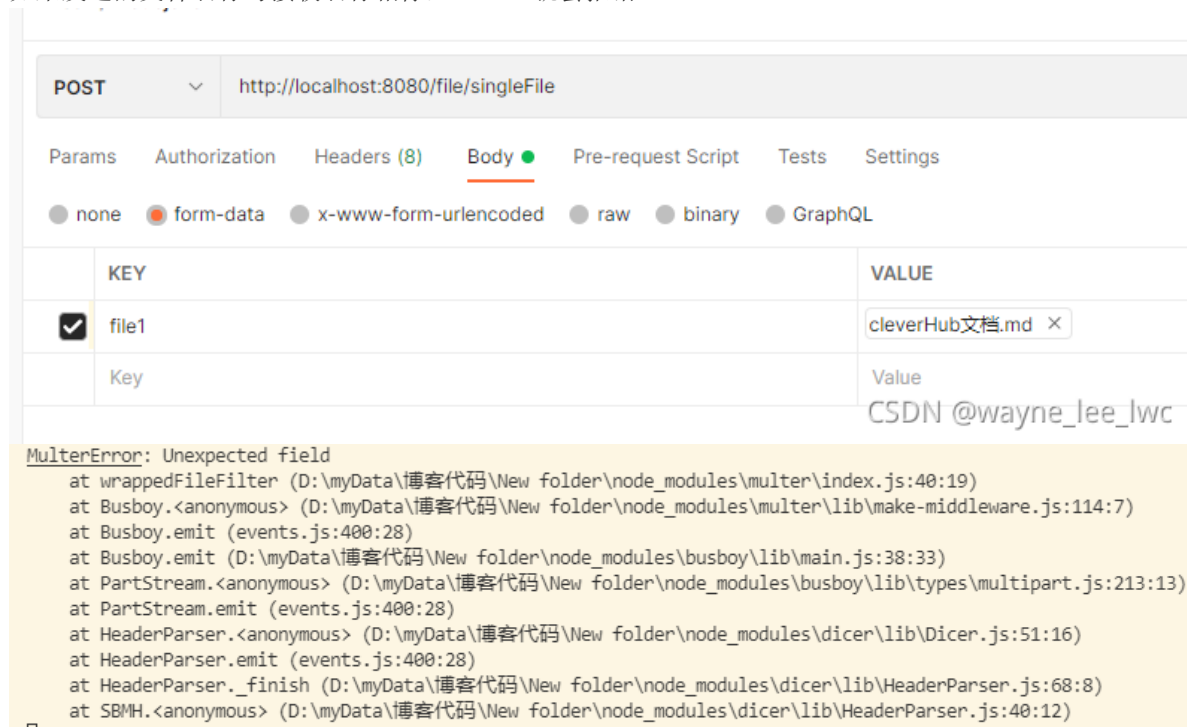 POST http://localhost:8080/file/singleFile
Params Authorization Headers (8) Body Pre-request Script Tests Settings
none form-data x-www-form-urlencoded raw binary GraphQL
KEY VALUE
file1 cleverHub文档.md ×
Key Value
CSDN @wayne_lee_lwc
MulterError: Unexpected field
at wrappedFileFilter (D:\myData\博客代码\New folder\node_modules\multer\index.js:40:19)
at Busboy.<anonymous> (D:\myData\博客代码\New folder\node_modules\multer\lib\make-middleware.js:114:7)
at Busboy.emit (events.js:400:28)
at Busboy.emit (D:\myData\博客代码\New folder\node_modules\busboy\lib\main.js:38:33)
at PartStream.<anonymous> (D:\myData\博客代码\New folder\node_modules\busboy\lib\types\multipart.js:213:13)
at PartStream.emit (events.js:400:28)
at HeaderParser.<anonymous> (D:\myData\博客代码\New folder\node_modules\dicer\lib\Dicer.js:51:16)
at HeaderParser.emit (events.js:400:28)
at HeaderParser._finish (D:\myData\博客代码\New folder\node_modules\dicer\lib\HeaderParser.js:68:8)
at SBMH.<anonymous> (D:\myData\博客代码\New folder\node_modules\dicer\lib\HeaderParser.js:40:12)